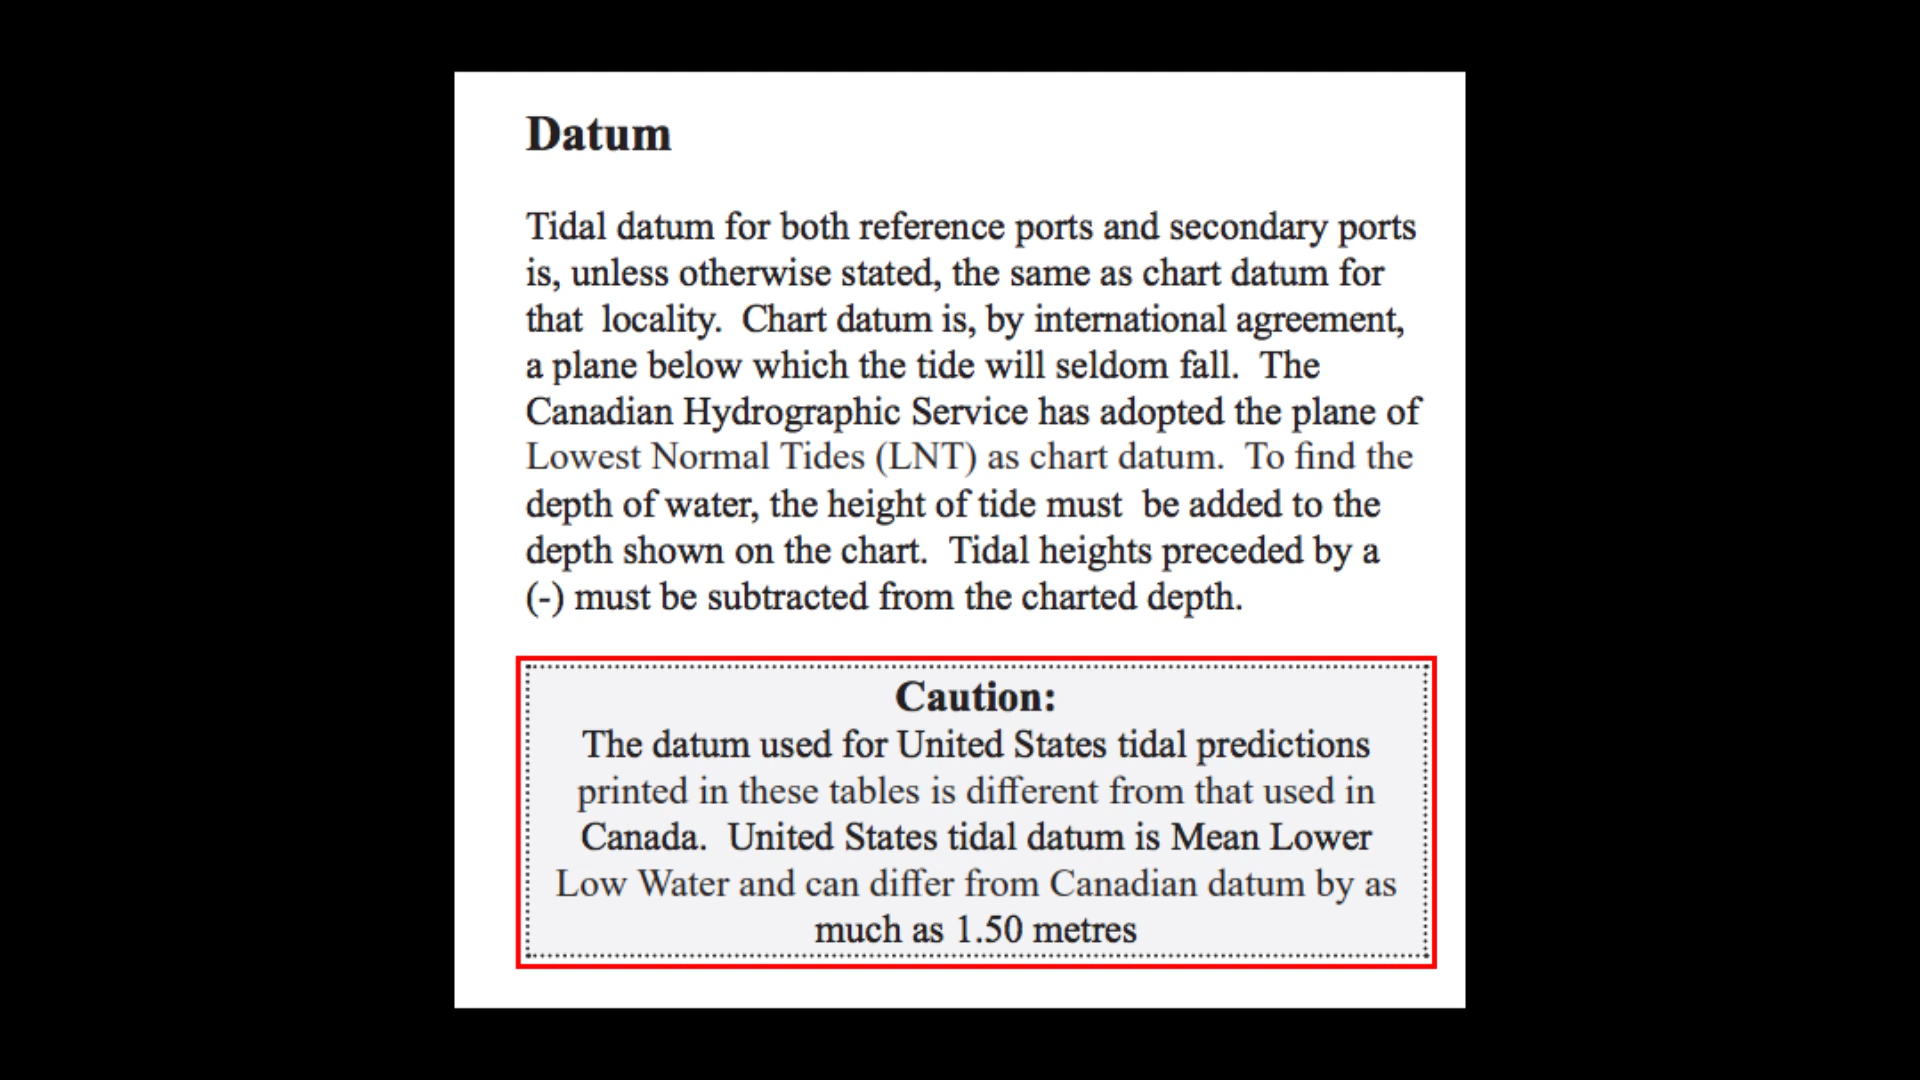 Datum
Tidal datum for both reference ports and secondary ports
is, unless otherwise stated, the same as chart datum for
that locality. Chart datum is, by international agreement,
a plane below which the tide will seldom fall. The
Canadian Hydrographic Service has adopted the plane of
Lowest Normal Tides (LNT) as chart datum. To find the
depth of water, the height of tide must be added to the
depth shown on the chart. Tidal heights preceded by a
(-) must be subtracted from the charted depth.
Caution:
The datum used for United States tidal predictions
printed in these tables is different from that used in
Canada. United States tidal datum is Mean Lower
Low Water and can differ from Canadian datum by as
much as 1.50 metres